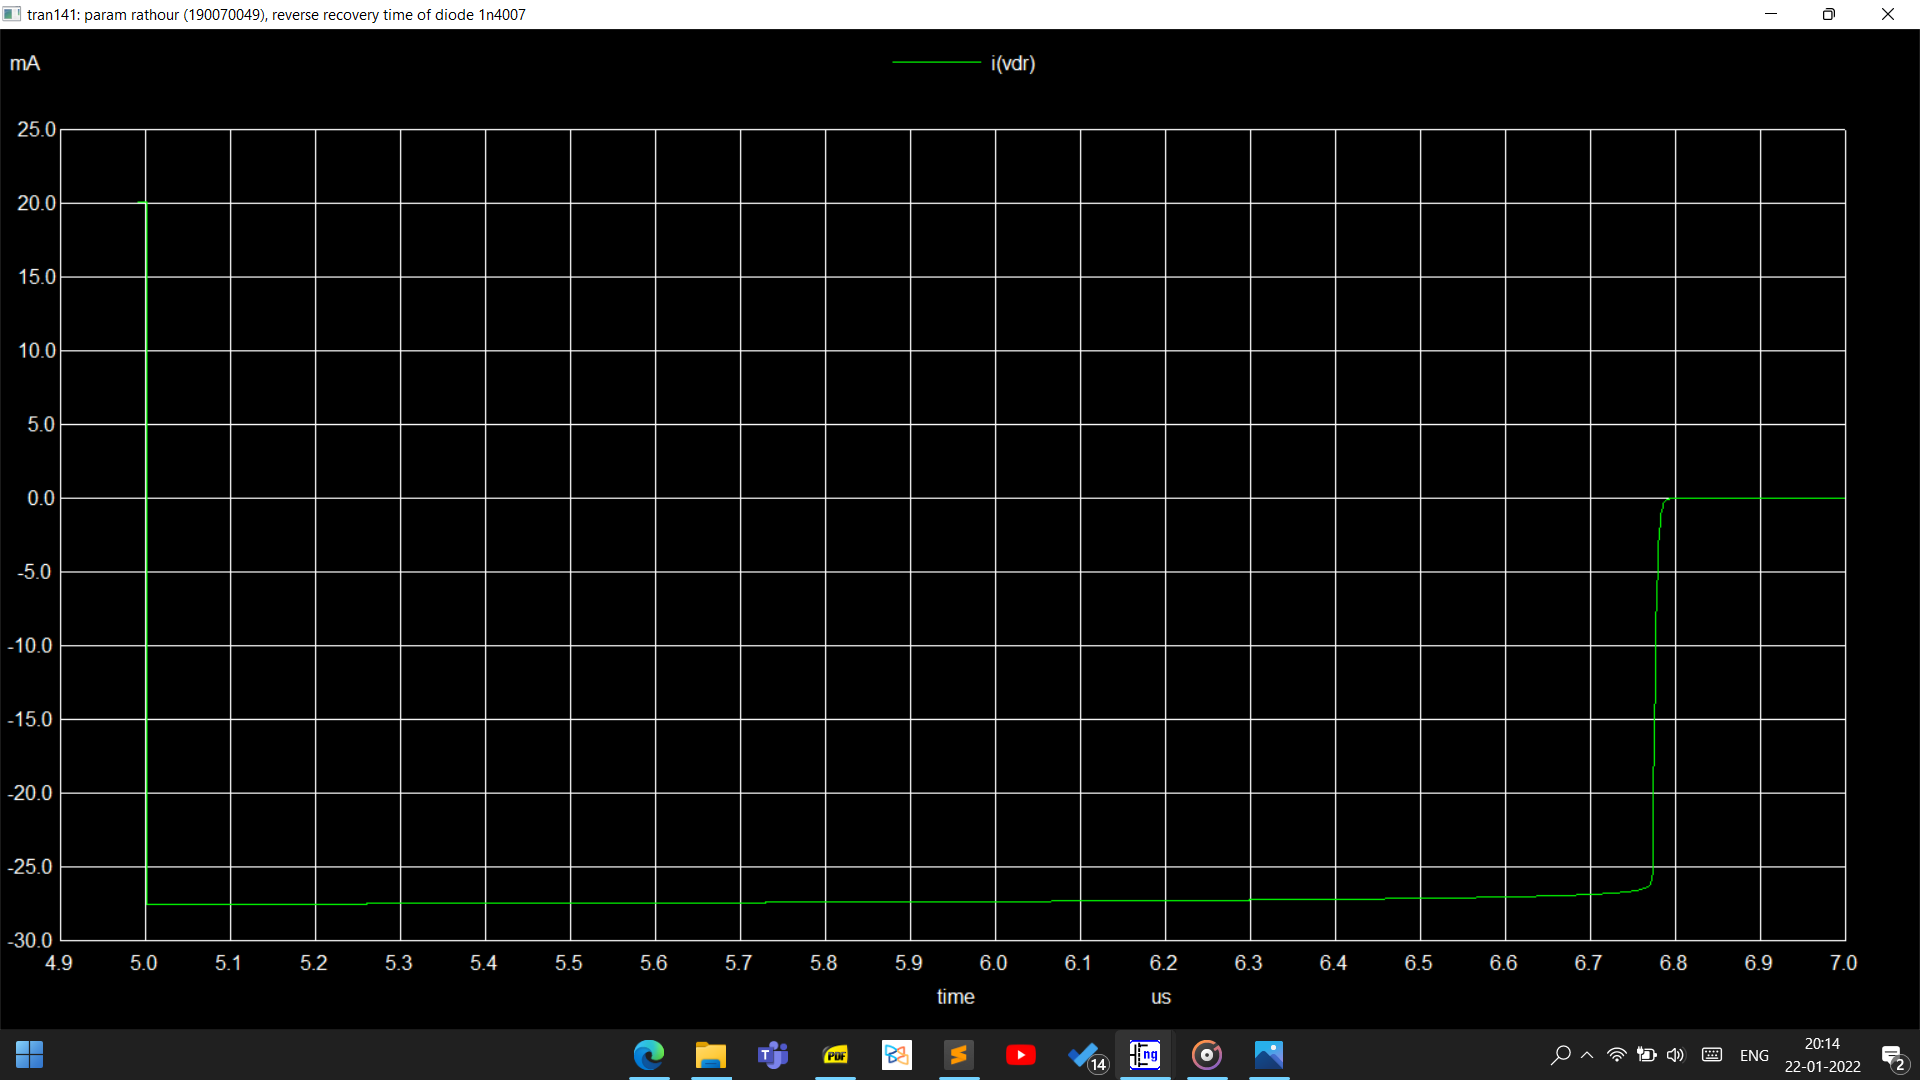 tran141: param rathour (190070049), reverse recovery time of diode 1n4007
mA
i(vdr)
25.0
20.0
15.0
10.0
5.0
0.0
-5.0
-10.0
-15.0
-20.0
-25.0
-30.0
4.9 5.0 5.1 5.2 5.3 5.4 5.5 5.6 5.7 5.8 5.9 6.0 6.1 6.2 6.3 6.4 6.5 6.6 6.7 6.8 6.9 7.0
time us
PDF
14
ng
ENG
20:14
22-01-2022
2